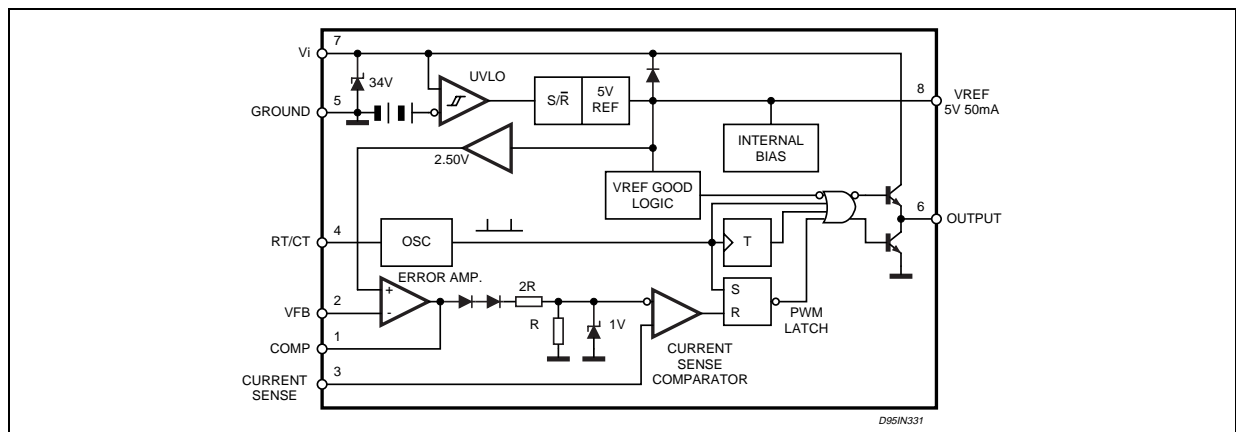 7
Vi
34V
UVLO
5
GROUND
S/R̅
5V
REF
8
VREF
5V 50mA
INTERNAL
BIAS
2.50V
VREF GOOD
LOGIC
6
OUTPUT
4
RT/CT
OSC
T
ERROR AMP.
+
-
2R
S
R
2
VFB
R
1V
PWM
LATCH
1
COMP
CURRENT
SENSE
COMPARATOR
3
CURRENT
SENSE
D95IN331